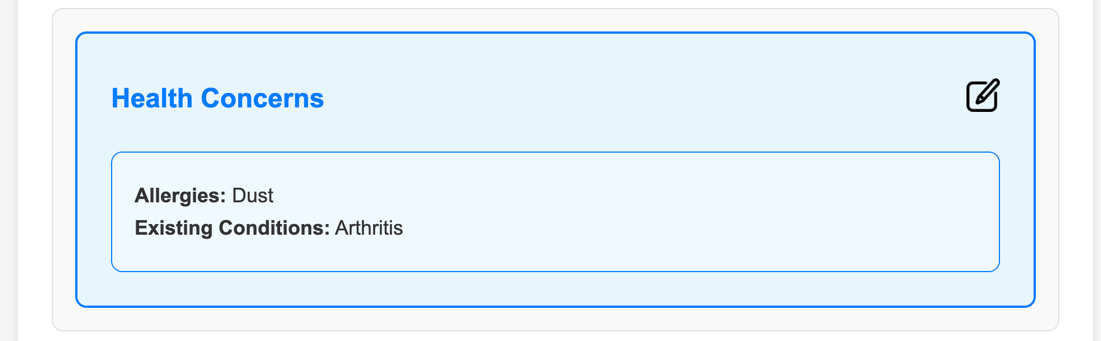 Health Concerns
Allergies: Dust
Existing Conditions: Arthritis